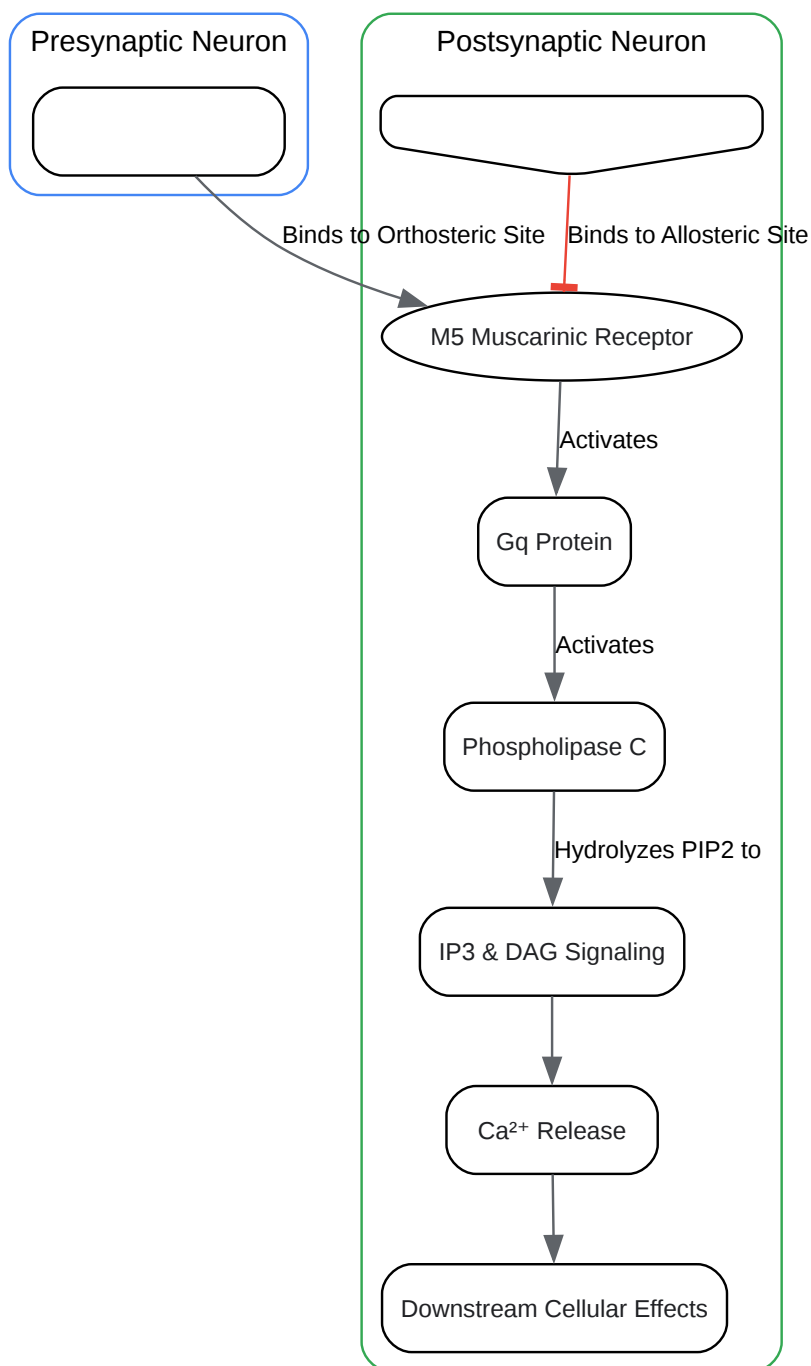 Presynaptic Neuron
Postsynaptic Neuron
Binds to Orthosteric Site
Binds to Allosteric Site
M5 Muscarinic Receptor
Activates
Gq Protein
Activates
Phospholipase C
Hydrolyzes PIP2 to
IP3 & DAG Signaling
Ca²⁺ Release
Downstream Cellular Effects